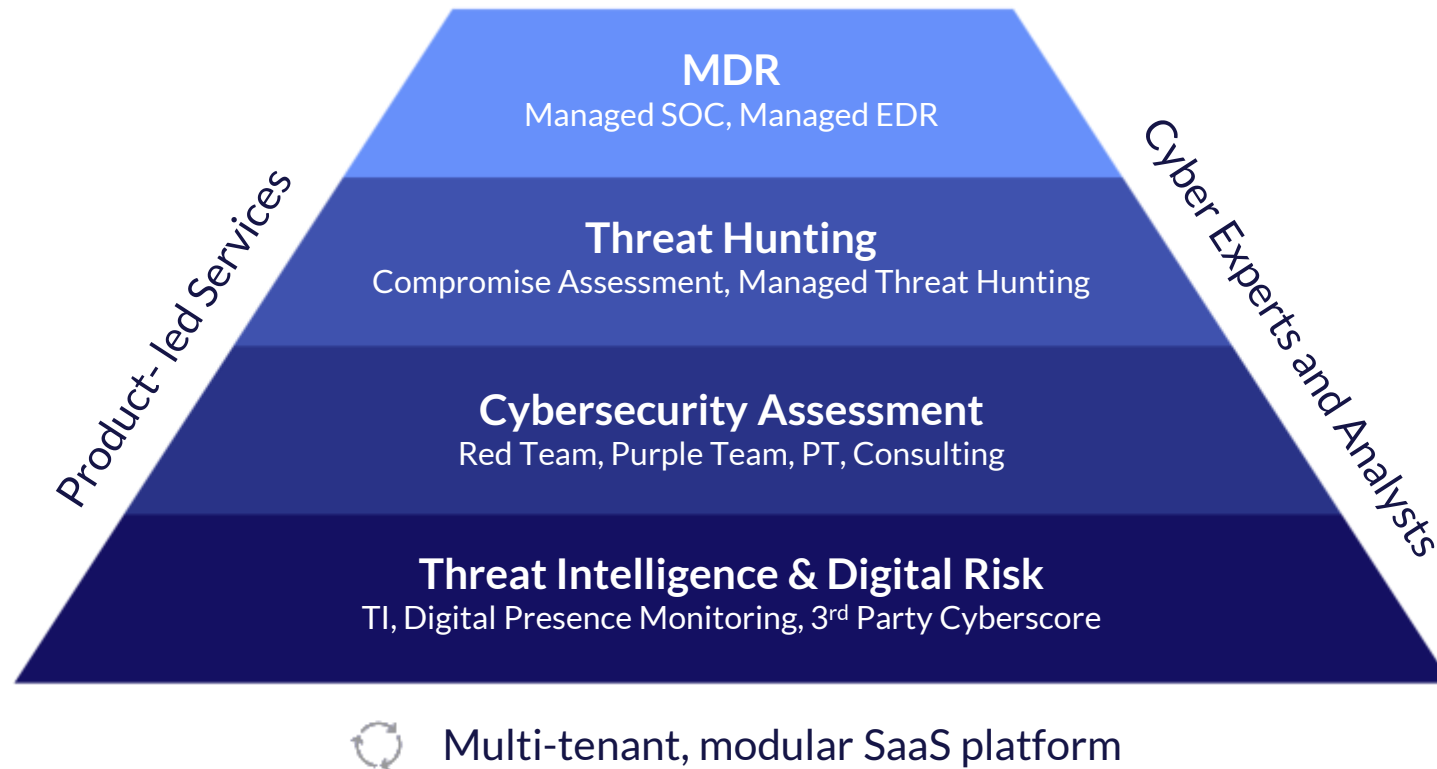 MDR
Managed SOC, Managed EDR
Threat Hunting
Compromise Assessment, Managed Threat Hunting
Cybersecurity Assessment
Red Team, Purple Team, PT, Consulting
Threat Intelligence & Digital Risk
TI, Digital Presence Monitoring, 3rd Party Cyberscore
Product- led Services
Cyber Experts and Analysts
Multi-tenant, modular SaaS platform